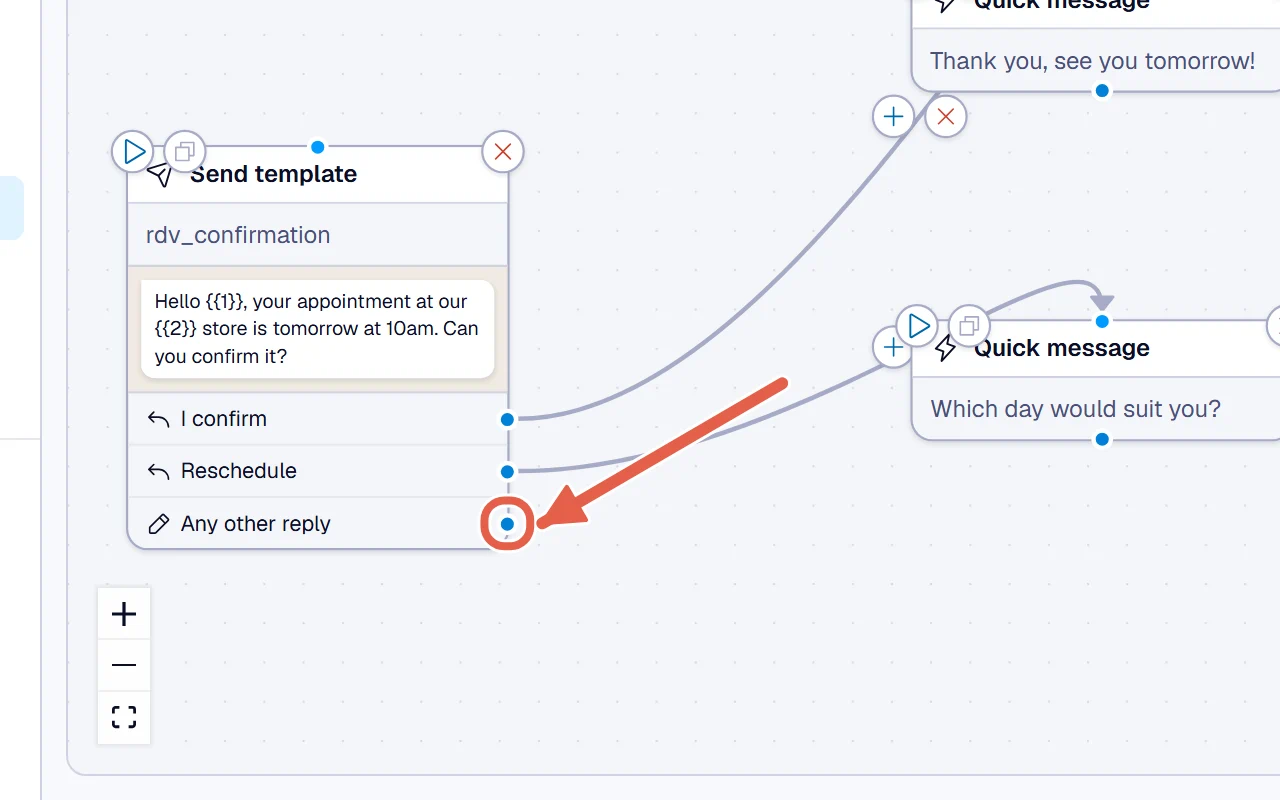 Quick message
Thank you, see you tomorrow!
Send template
rdv_confirmation
Hello {{1}}, your appointment at our
{{2}} store is tomorrow at 10am. Can
you confirm it?
I confirm
Reschedule
Any other reply
Quick message
Which day would suit you?